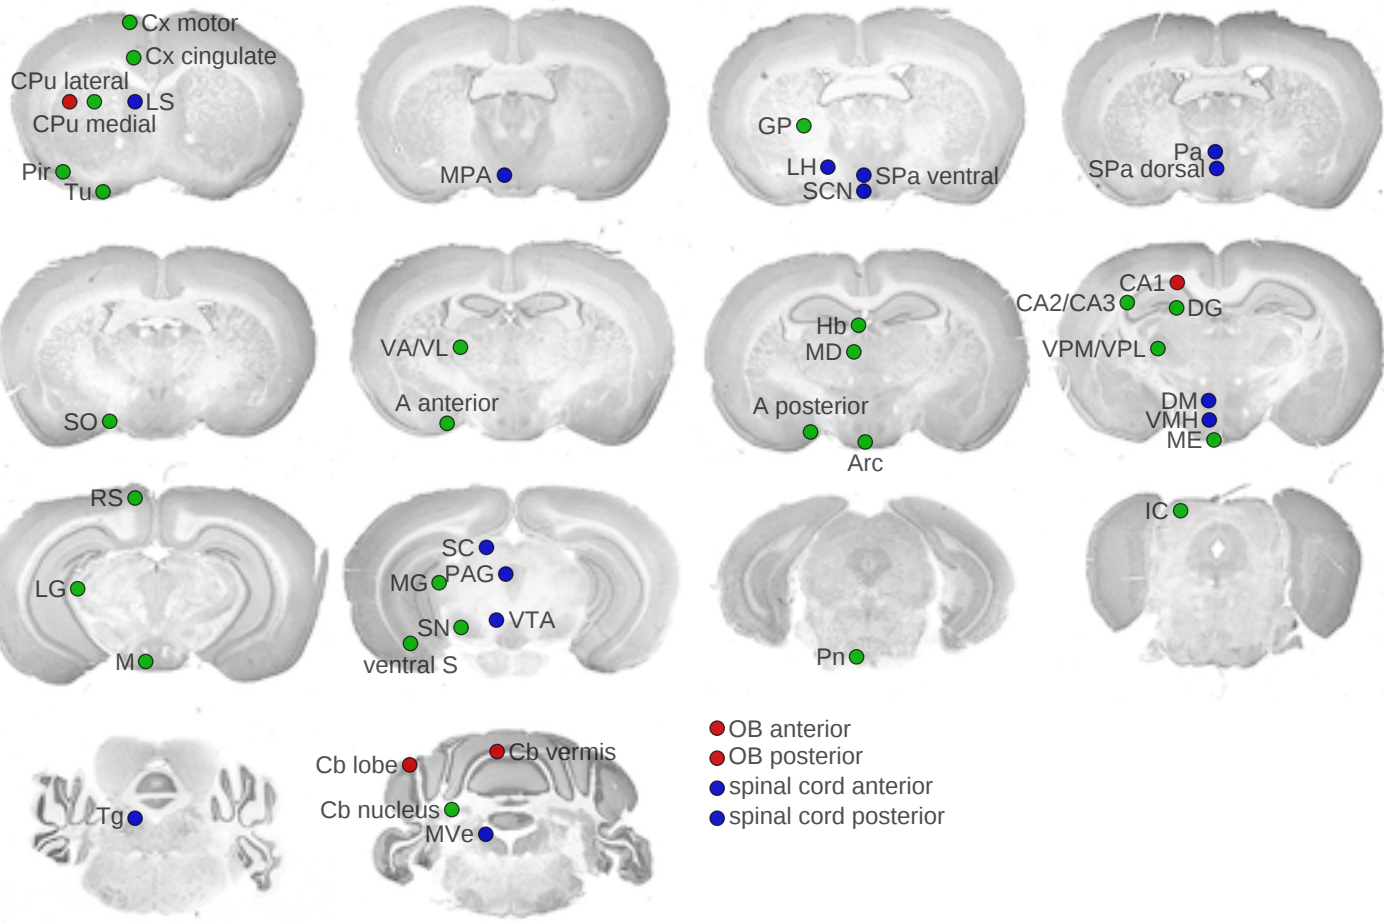 Cx motor
Cx cingulate
CPu lateral
LS
CPu medial
Pir
Tu
MPA
GP
LH
SPa ventral
SCN
Pa
SPa dorsal
SO
VA/VL
A anterior
Hb
MD
A posterior
Arc
CA1
CA2/CA3
DG
VPM/VPL
DM
VMH
ME
RS
LG
M
SC
MG
PAG
SN
VTA
ventral S
Pn
IC
Tg
Cb lobe
Cb vermis
Cb nucleus
MVe
OB anterior
OB posterior
spinal cord anterior
spinal cord posterior